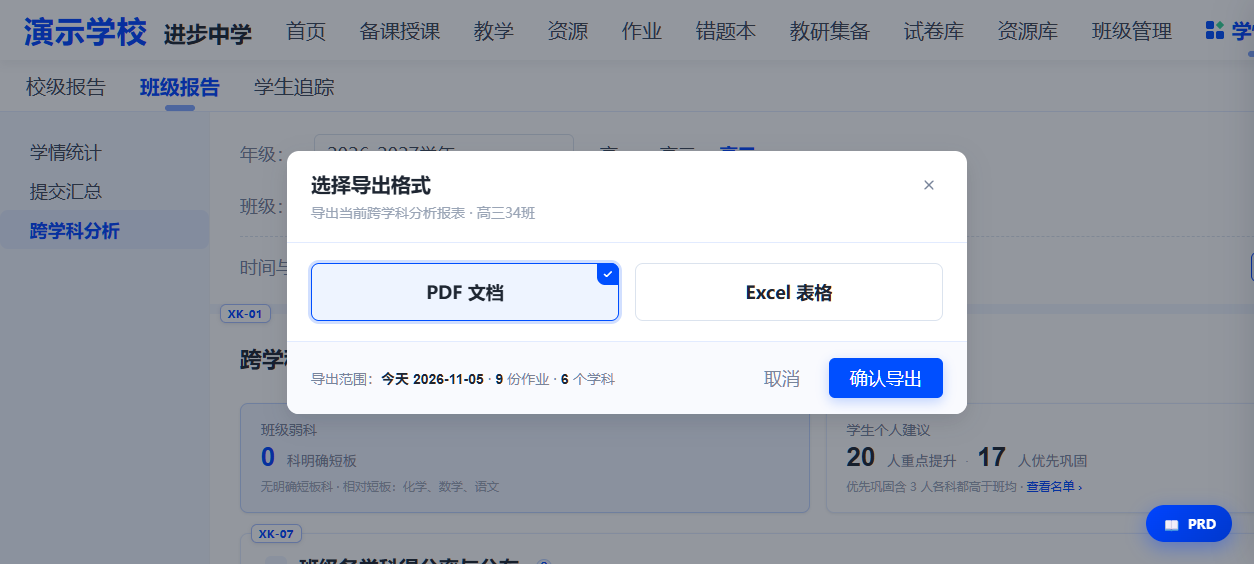 演示学校 进步中学 首页 备课授课 教学 资源 作业 错题本 教研集备 试卷库 资源库 班级管理
校级报告 班级报告 学生追踪
学情统计
提交汇总
跨学科分析
年级：
班级：
选择导出格式
导出当前跨学科分析报表 · 高三34班
PDF 文档 Excel 表格
XK-01
跨学
导出范围：今天 2026-11-05 · 9 份作业 · 6 个学科 取消 确认导出
班级弱科
0 科明确短板
无明确短板科 · 相对短板：化学、数学、语文
学生个人建议
20 人重点提升 · 17 人优先巩固
优先巩固含 3 人各科都高于班均 · 查看名单 ›
PRD
XK-07